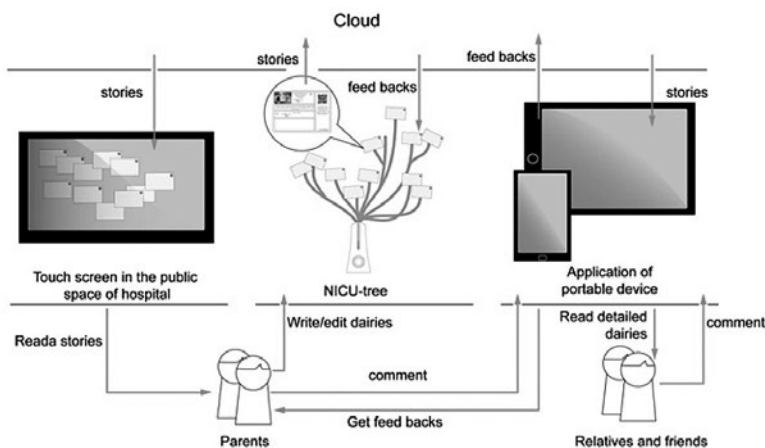 Cloud
stories
feed backs
feed backs
stories
stories
Touch screen in the public
space of hospital
NICU-tree
Application of
portable device
Reada stories
Write/edit dairies
Read detailed
dairies
comment
comment
Get feed backs
Parents
Relatives and friends